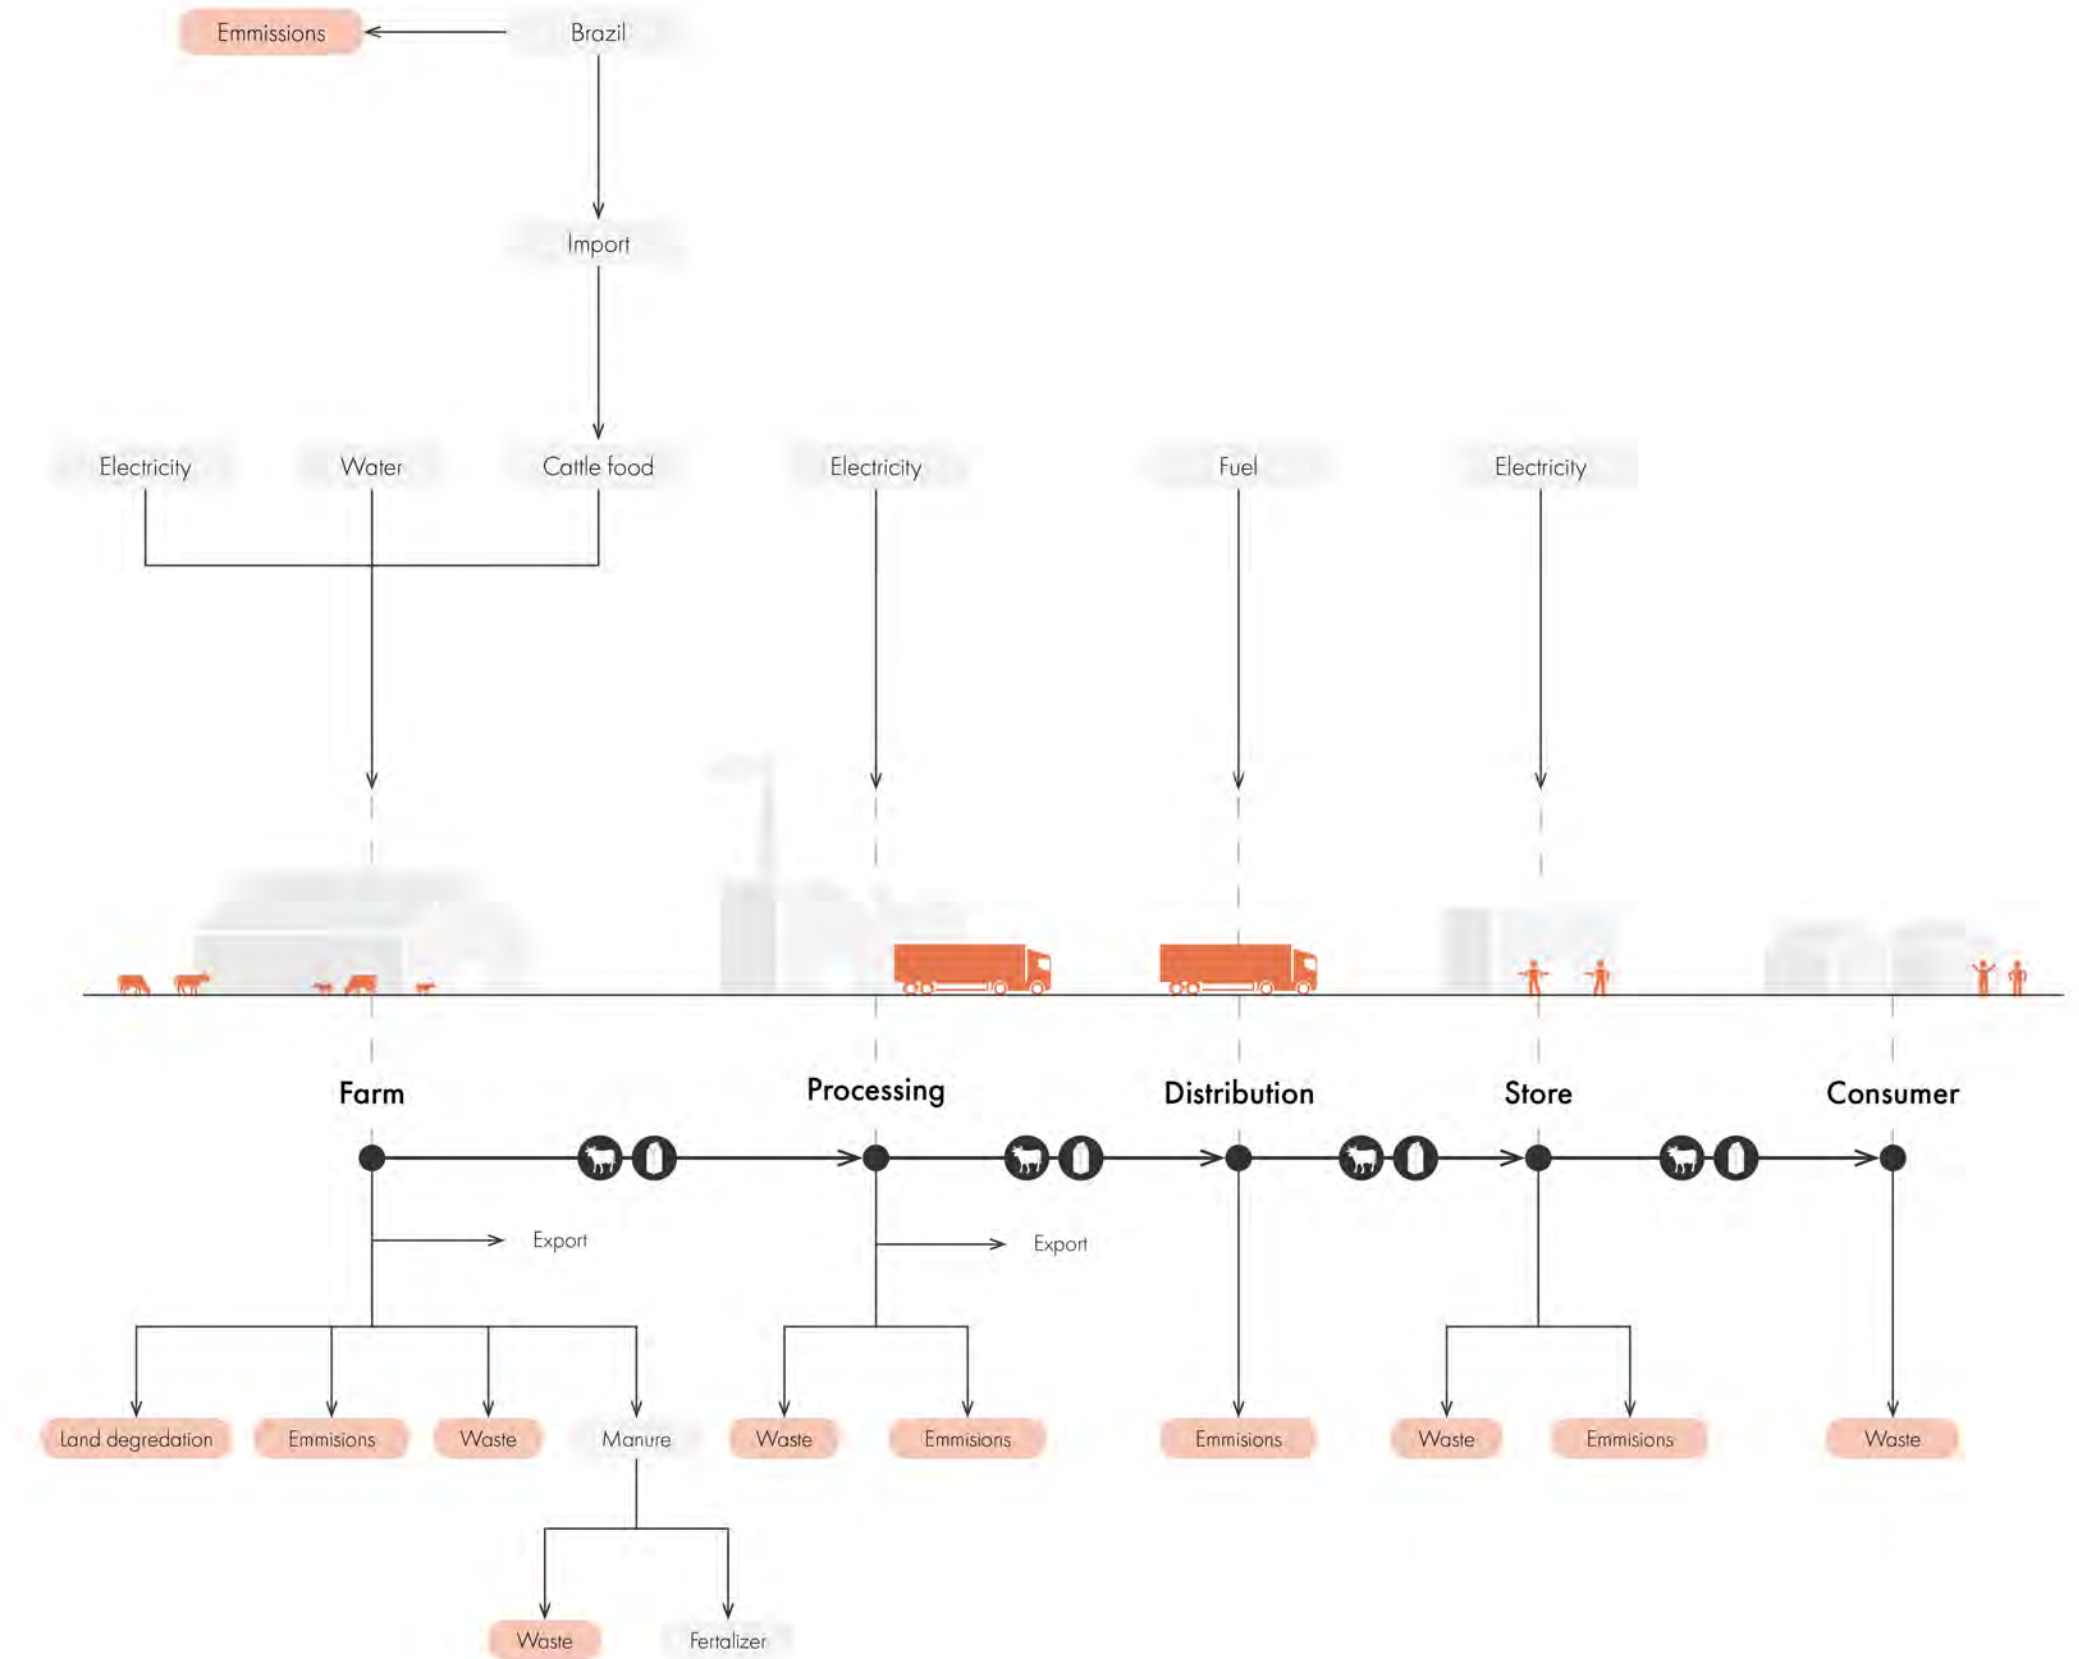 Emmissions
Brazil
Import
Electricity
Water
Cattle food
Electricity
Fuel
Electricity
Farm
Processing
Distribution
Store
Consumer
Export
Export
Land degredation
Emmisions
Waste
Manure
Waste
Emmisions
Emmisions
Waste
Emmisions
Waste
Waste
Fertalizer